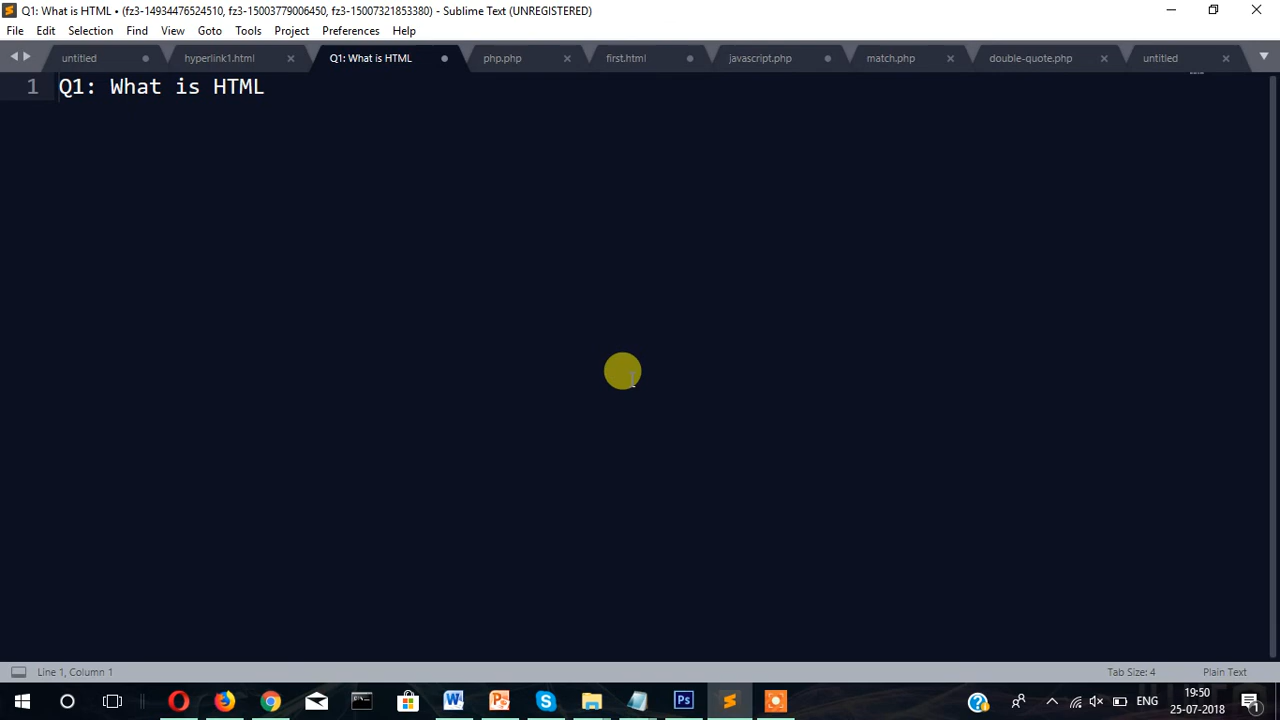 Q1: What is HTML • (fz3-14934476524510, fz3-15003779006450, fz3-15007321853380) - Sublime Text (UNREGISTERED)
File Edit Selection Find View Goto Tools Project Preferences Help
untitled hyperlink1.html Q1: What is HTML php.php first.html javascript.php match.php double-quote.php untitled
1 Q1: What is HTML
Line 1, Column 1 Tab Size: 4 Plain Text
ENG 19:50
25-07-2018